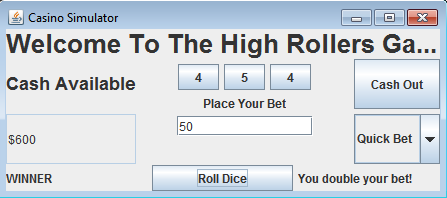 Casino Simulator
Welcome To The High Rollers Ga...
Cash Available
4 5 4
Cash Out
Place Your Bet
50
$600
Quick Bet
WINNER
Roll Dice
You double your bet!